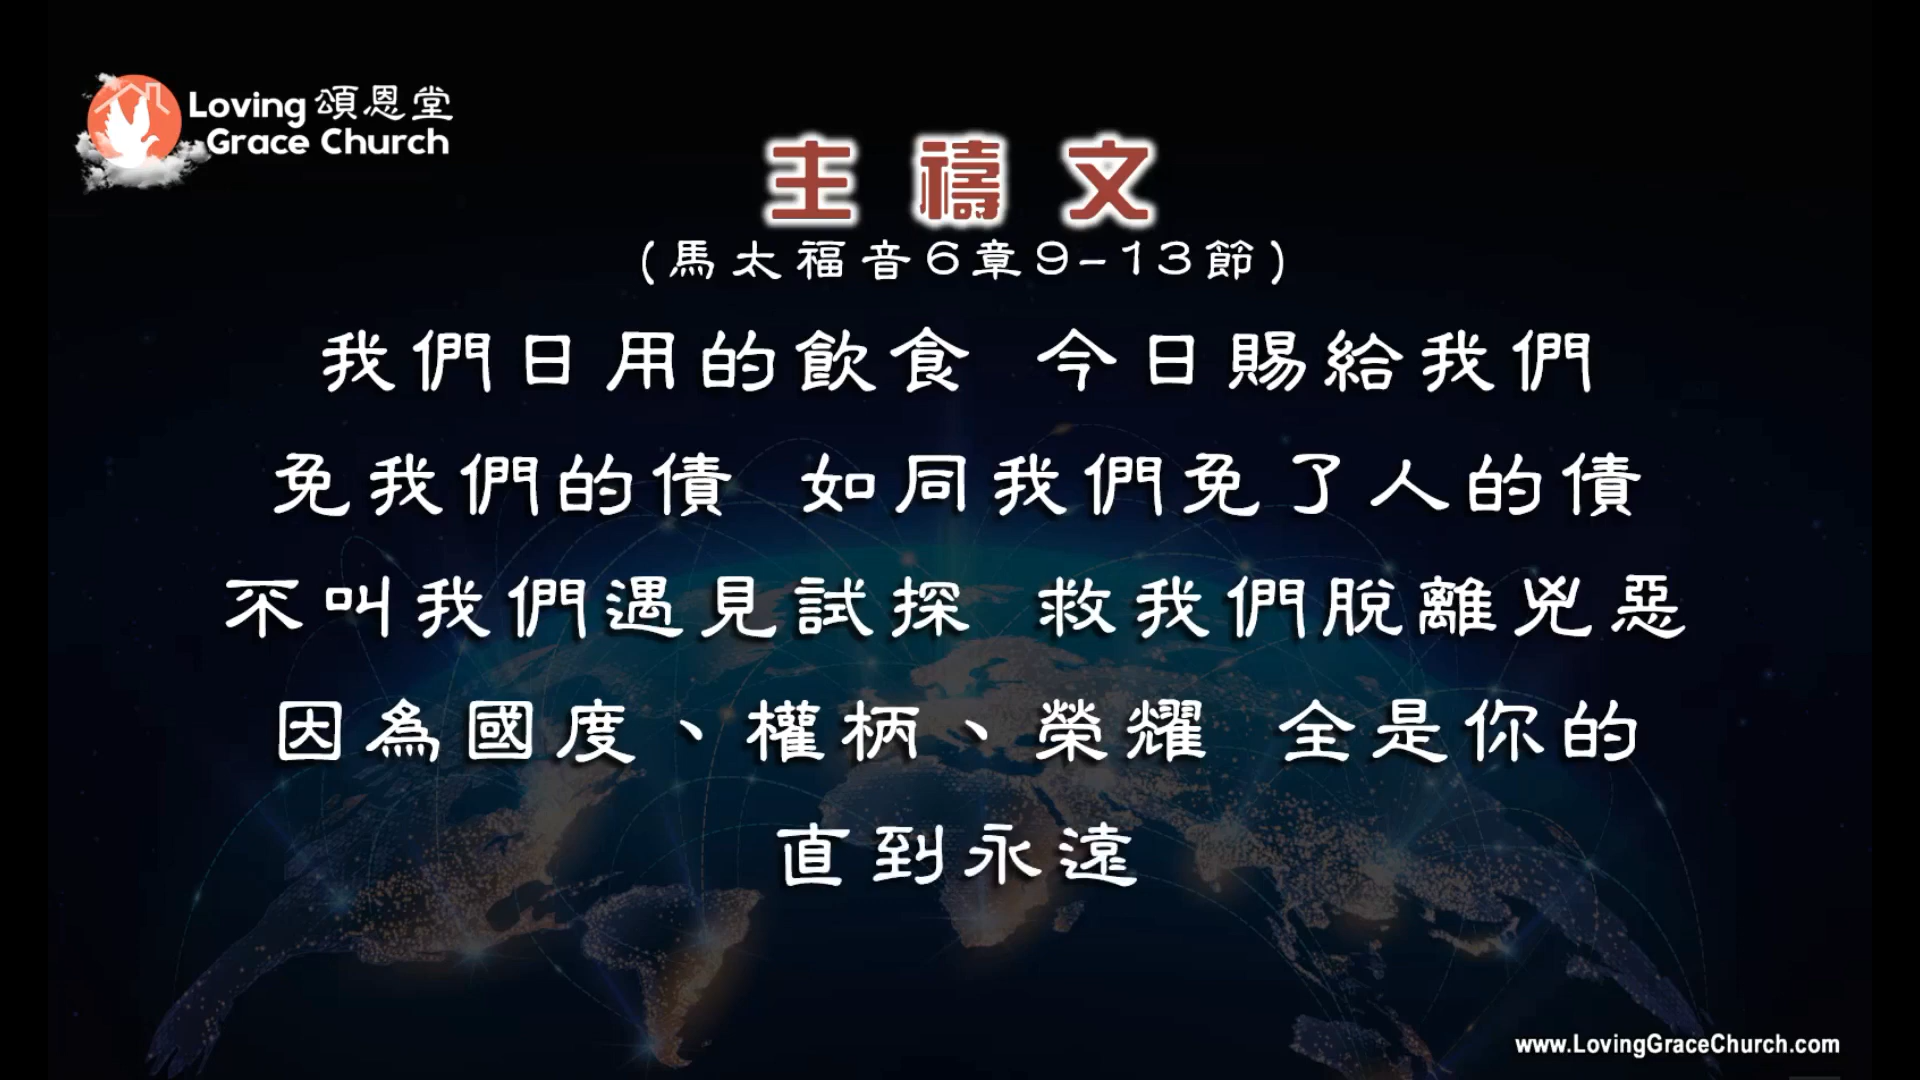 Loving 頌恩堂
Grace Church
主禱文
(馬太福音6章9-13節)
我們日用的飲食 今日賜給我們
免我們的債 如同我們免了人的債
不叫我們遇見試探 救我們脫離兇惡
因為國度、權柄、榮耀 全是你的
直到永遠
www.LovingGraceChurch.com